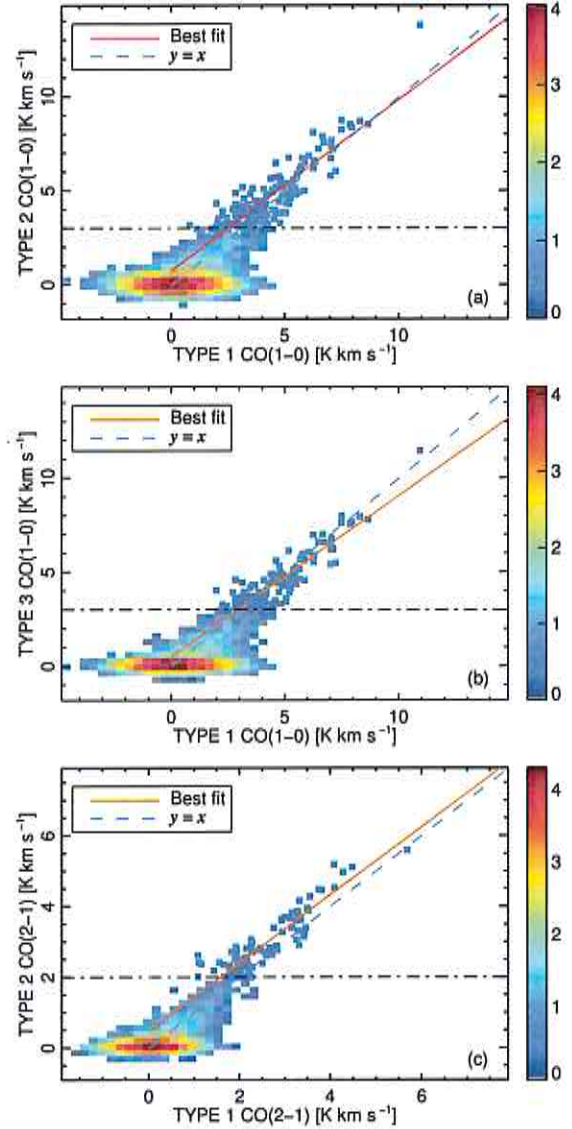 Best fit
y = x
TYPE 2 CO(1−0) [K km s⁻¹]
10
5
0
(a)
0 5 10
TYPE 1 CO(1−0) [K km s⁻¹]
4
3
2
1
0
Best fit
y = x
TYPE 3 CO(1−0) [K km s⁻¹]
10
5
0
(b)
0 5 10
TYPE 1 CO(1−0) [K km s⁻¹]
4
3
2
1
0
Best fit
y = x
TYPE 2 CO(2−1) [K km s⁻¹]
6
4
2
0
(c)
0 2 4 6
TYPE 1 CO(2−1) [K km s⁻¹]
4
3
2
1
0